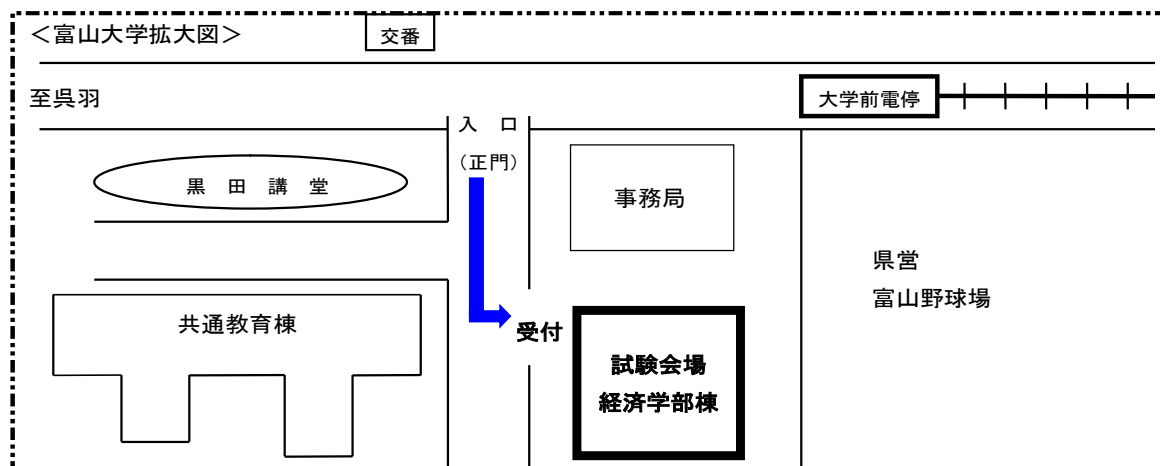 ＜富山大学拡大図＞
交番
至呉羽
大学前電停
入　口
（正門）
黒　田　講　堂
事務局
県営
富山野球場
共通教育棟
受付
試験会場
経済学部棟